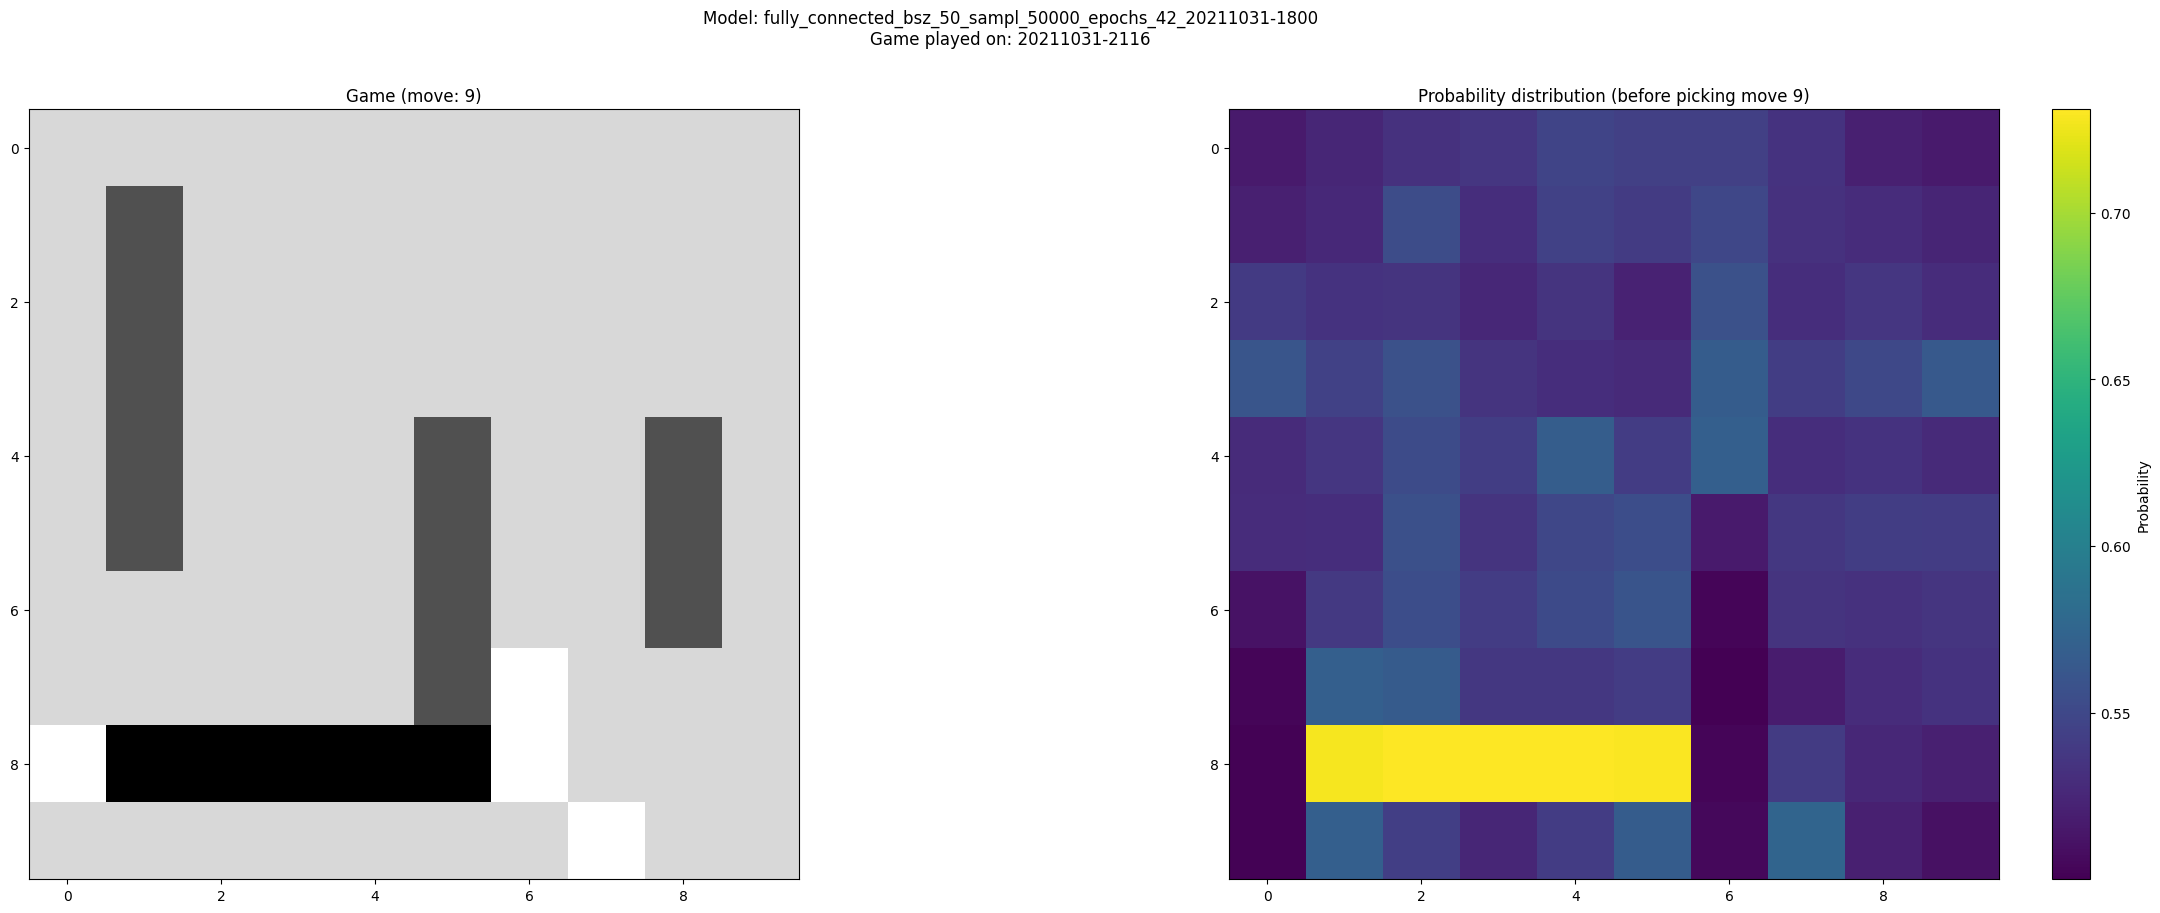 Model: fully_connected_bsz_50_sampl_50000_epochs_42_20211031-1800
Game played on: 20211031-2116
Game (move: 9)
0
2
4
6
8
0 2 4 6 8
Probability distribution (before picking move 9)
0
2
4
6
8
0 2 4 6 8
0.70
0.65
0.60
0.55
Probability